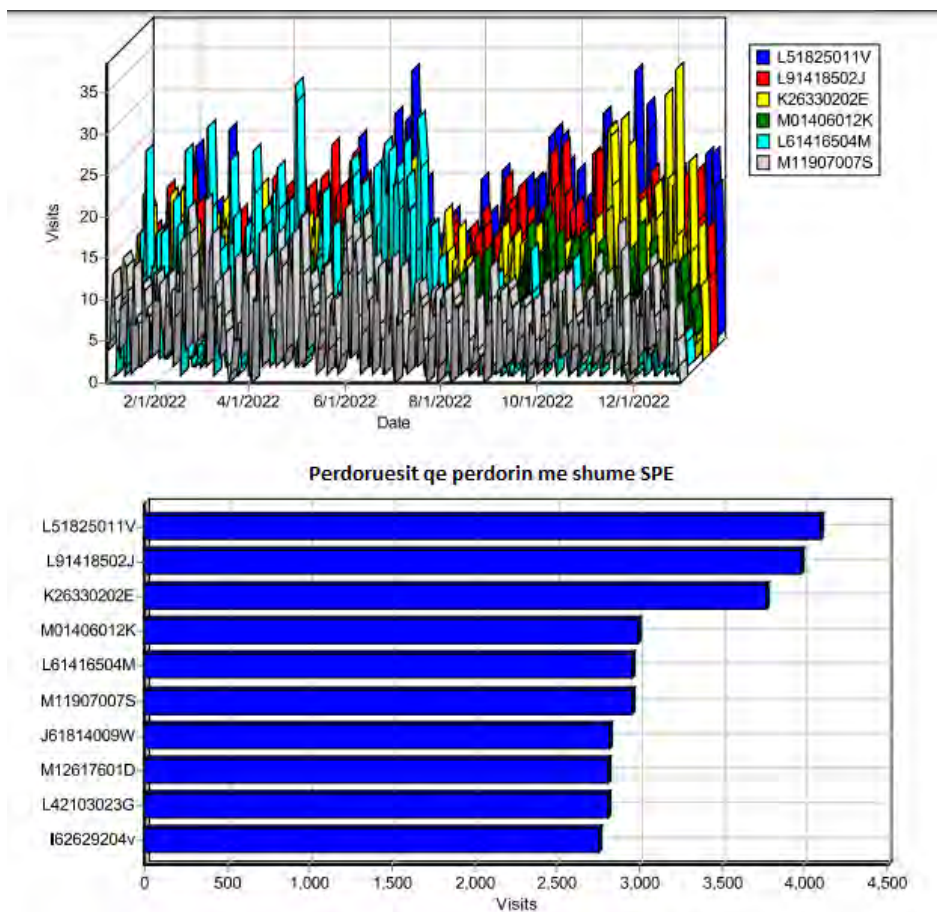 35
30
25
20
15
10
5
0
Visits
2/1/2022 4/1/2022 6/1/2022 8/1/2022 10/1/2022 12/1/2022
Date
L51825011V
L91418502J
K26330202E
M01406012K
L61416504M
M11907007S
Perdoruesit qe perdorin me shume SPE
L51825011V
L91418502J
K26330202E
M01406012K
L61416504M
M11907007S
J61814009W
M12617601D
L42103023G
I62629204v
0 500 1,000 1,500 2,000 2,500 3,000 3,500 4,000 4,500
Visits